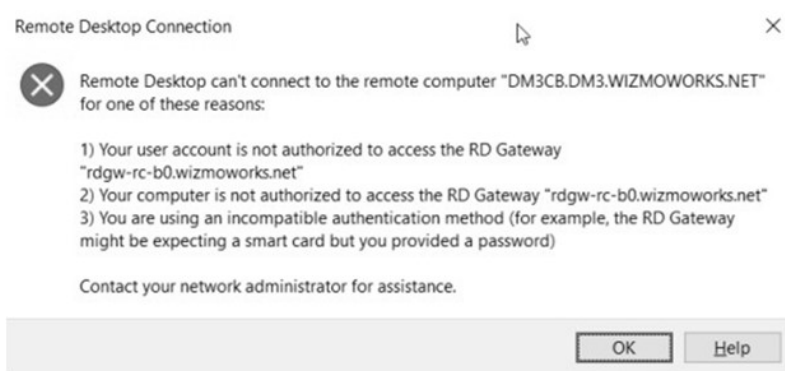 Remote Desktop Connection
Remote Desktop can't connect to the remote computer "DM3CB.DM3.WIZMOWORKS.NET"
for one of these reasons:
1) Your user account is not authorized to access the RD Gateway
"rdgw-rc-b0.wizmoworks.net"
2) Your computer is not authorized to access the RD Gateway "rdgw-rc-b0.wizmoworks.net"
3) You are using an incompatible authentication method (for example, the RD Gateway
might be expecting a smart card but you provided a password)
Contact your network administrator for assistance.
OK
Help